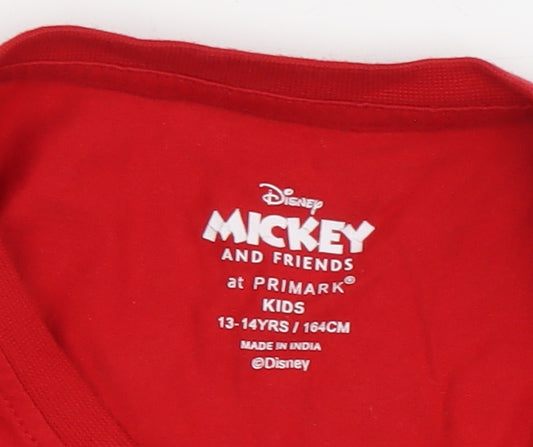 Disney
MICKEY
AND FRIENDS
at PRIMARK®
KIDS
13-14YRS / 164CM
MADE IN INDIA
©Disney